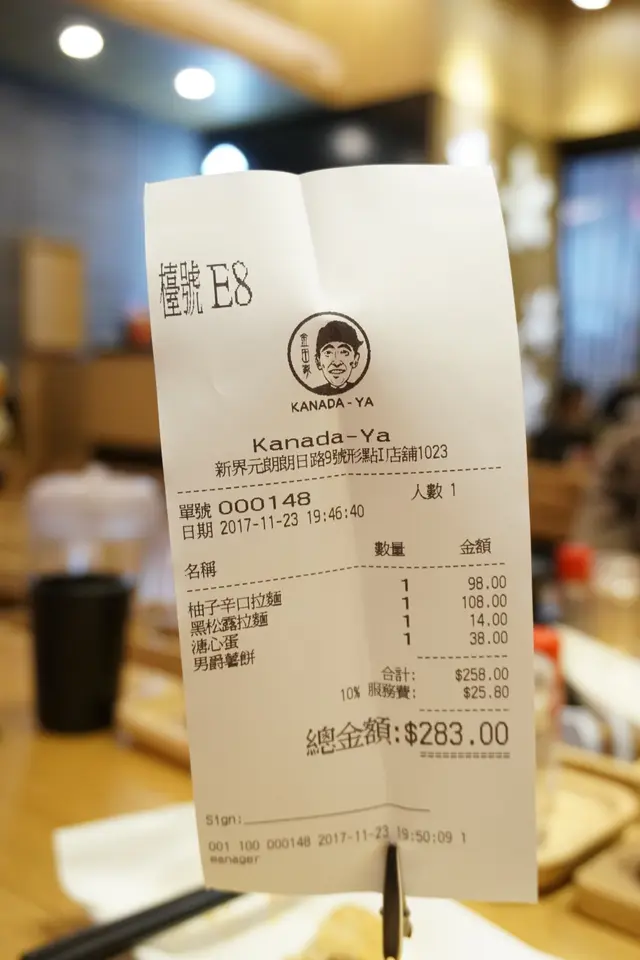 檯號 E8
金田家
KANADA-YA
Kanada-Ya
新界元朗朗日路9號形點I店舖1023
單號 000148 人數 1
日期 2017-11-23 19:46:40
名稱 數量 金額
柚子辛口拉麵 1 98.00
黑松露拉麵 1 108.00
溏心蛋 1 14.00
男爵薯餅 1 38.00
合計: $258.00
10% 服務費: $25.80
總金額:$283.00
Sign:
001 100 000148 2017-11-23 19:50:09 1
manager